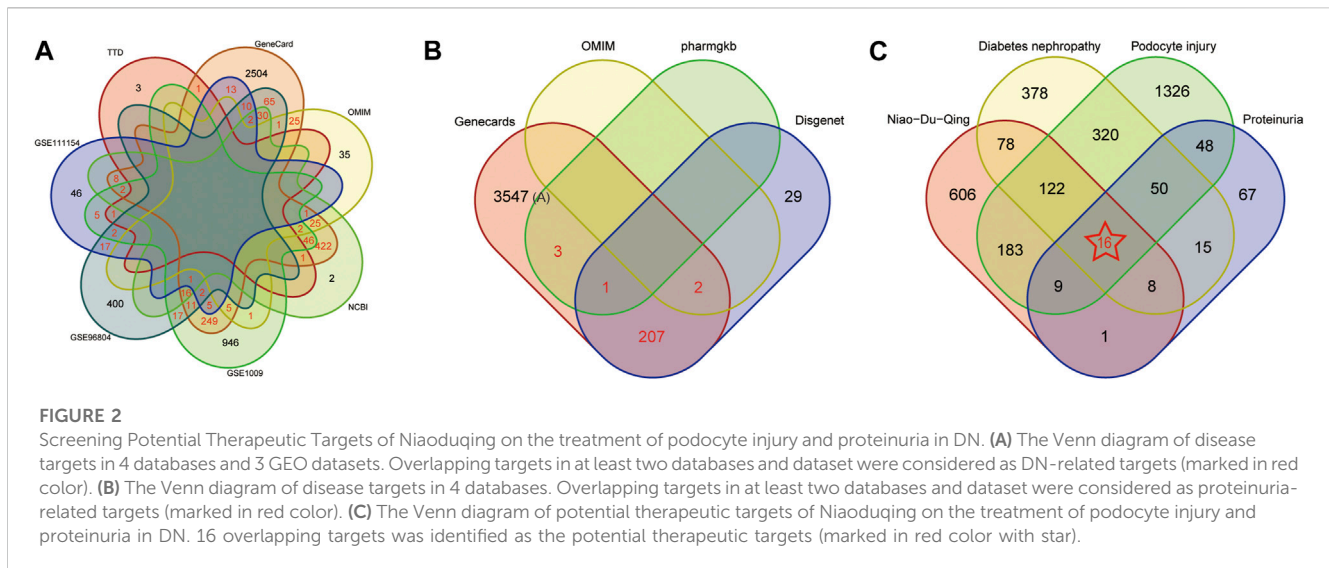 A
TTD
GeneCard
3
1
13
2504
10
65
2
30
1
25
OMIM
35
GSE111154
46
8
2
5
1
2
17
1
25
2
46
422
1
2
NCBI
400
GSE96804
1
16
2
11
5
5
17
249
1
946
GSE1009
B
OMIM
pharmgkb
Genecards
Disgenet
3547 (A)
29
3
1
2
207
C
Diabetes nephropathy
Podocyte injury
378
1326
Niao-Du-Qing
Proteinuria
320
78
48
606
122
50
67
16
183
15
9
8
1
FIGURE 2
Screening Potential Therapeutic Targets of Niaoduqing on the treatment of podocyte injury and proteinuria in DN. (A) The Venn diagram of disease
targets in 4 databases and 3 GEO datasets. Overlapping targets in at least two databases and dataset were considered as DN-related targets (marked in red
color). (B) The Venn diagram of disease targets in 4 databases. Overlapping targets in at least two databases and dataset were considered as proteinuria-
related targets (marked in red color). (C) The Venn diagram of potential therapeutic targets of Niaoduqing on the treatment of podocyte injury and
proteinuria in DN. 16 overlapping targets was identified as the potential therapeutic targets (marked in red color with star).